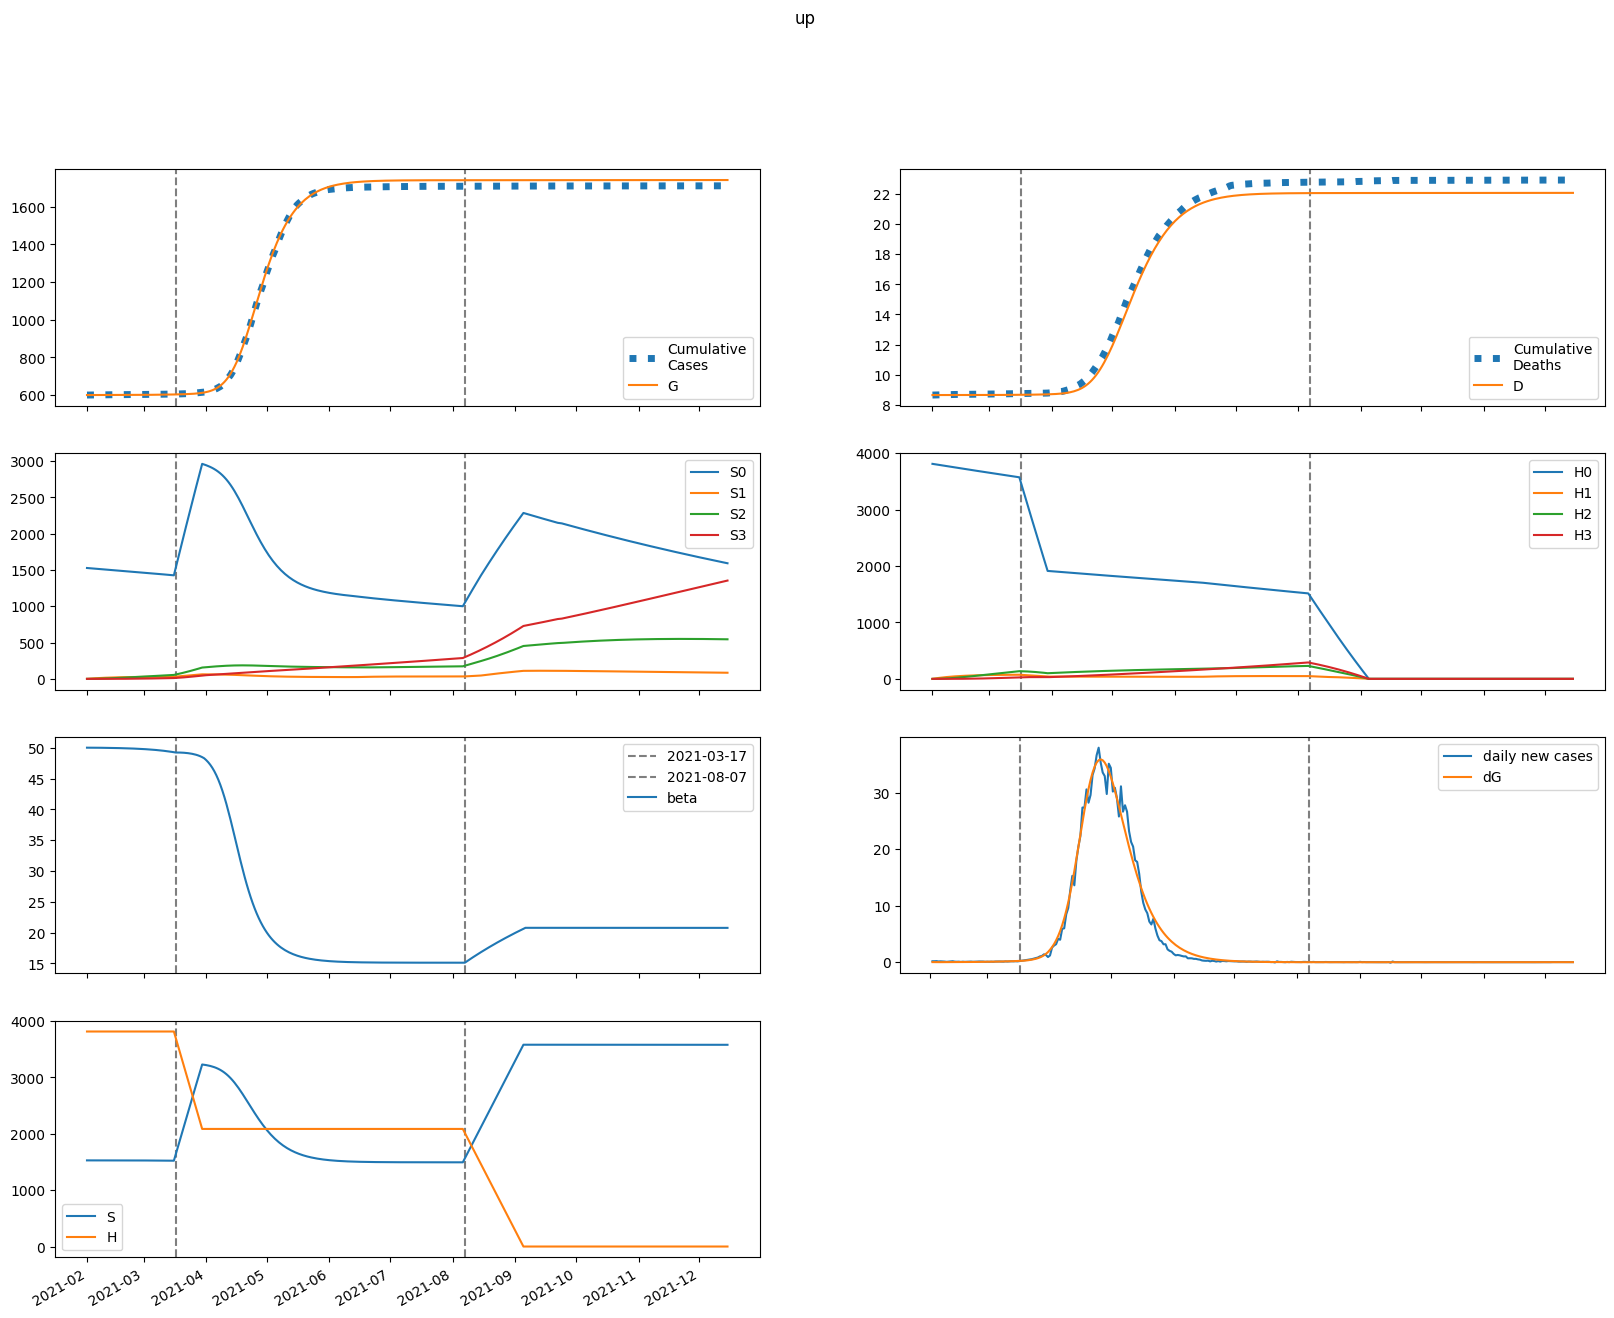 up
1600
1400
1200
1000
800
600
Cumulative
Cases
G
22
20
18
16
14
12
10
8
Cumulative
Deaths
D
3000
2500
2000
1500
1000
500
0
S0
S1
S2
S3
4000
3000
2000
1000
0
H0
H1
H2
H3
50
45
40
35
30
25
20
15
2021-03-17
2021-08-07
beta
30
20
10
0
daily new cases
dG
4000
3000
2000
1000
0
S
H
2021-02
2021-03
2021-04
2021-05
2021-06
2021-07
2021-08
2021-09
2021-10
2021-11
2021-12